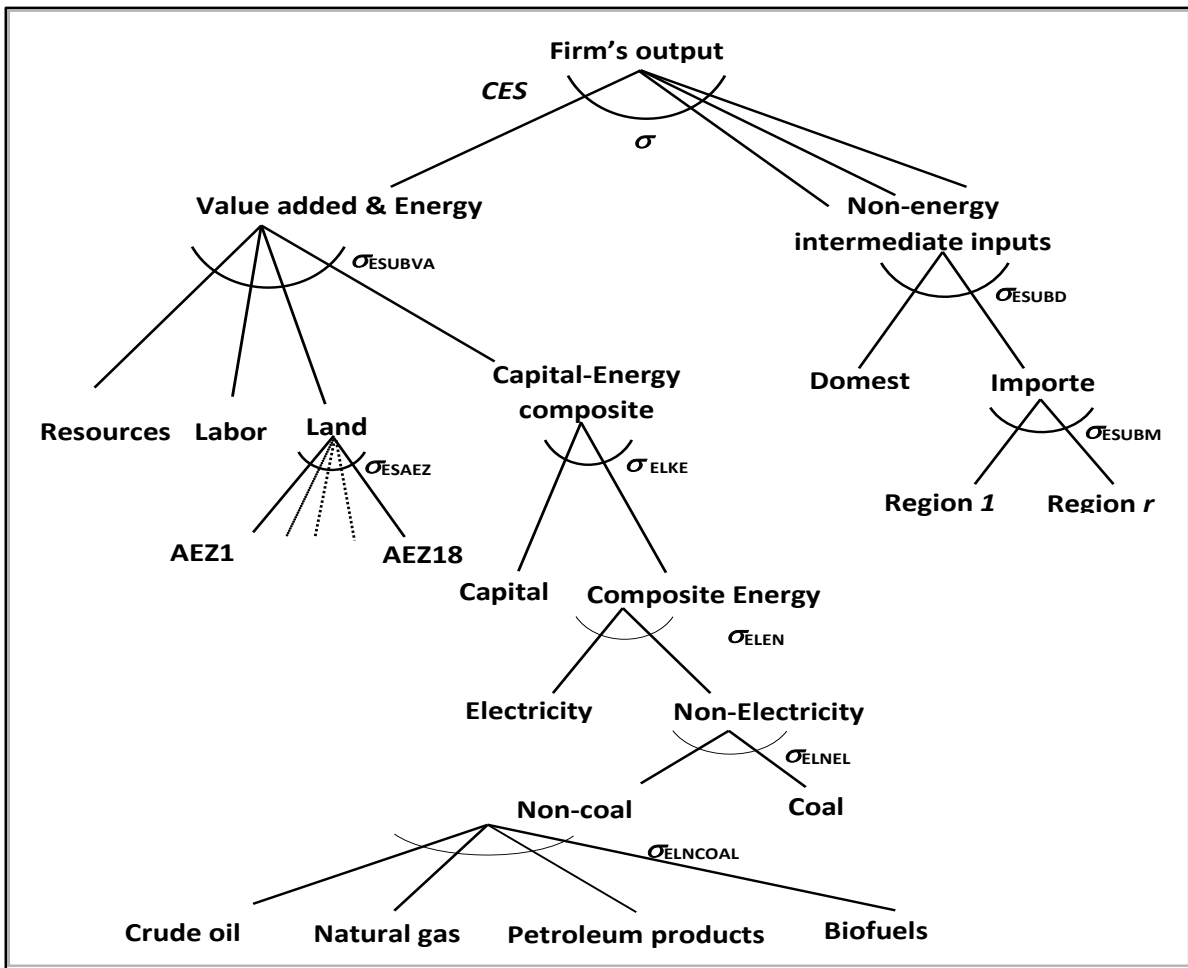 Firm's output
CES
σ
Value added & Energy
Non-energy
intermediate inputs
σESUBVA
σESUBD
Capital-Energy
composite
Domest
Importe
Resources
Labor
Land
σESAEZ
σELKE
σESUBM
Region 1
Region r
AEZ1
AEZ18
Capital
Composite Energy
σELEN
Electricity
Non-Electricity
σELNEL
Non-coal
Coal
σELNCOAL
Crude oil
Natural gas
Petroleum products
Biofuels